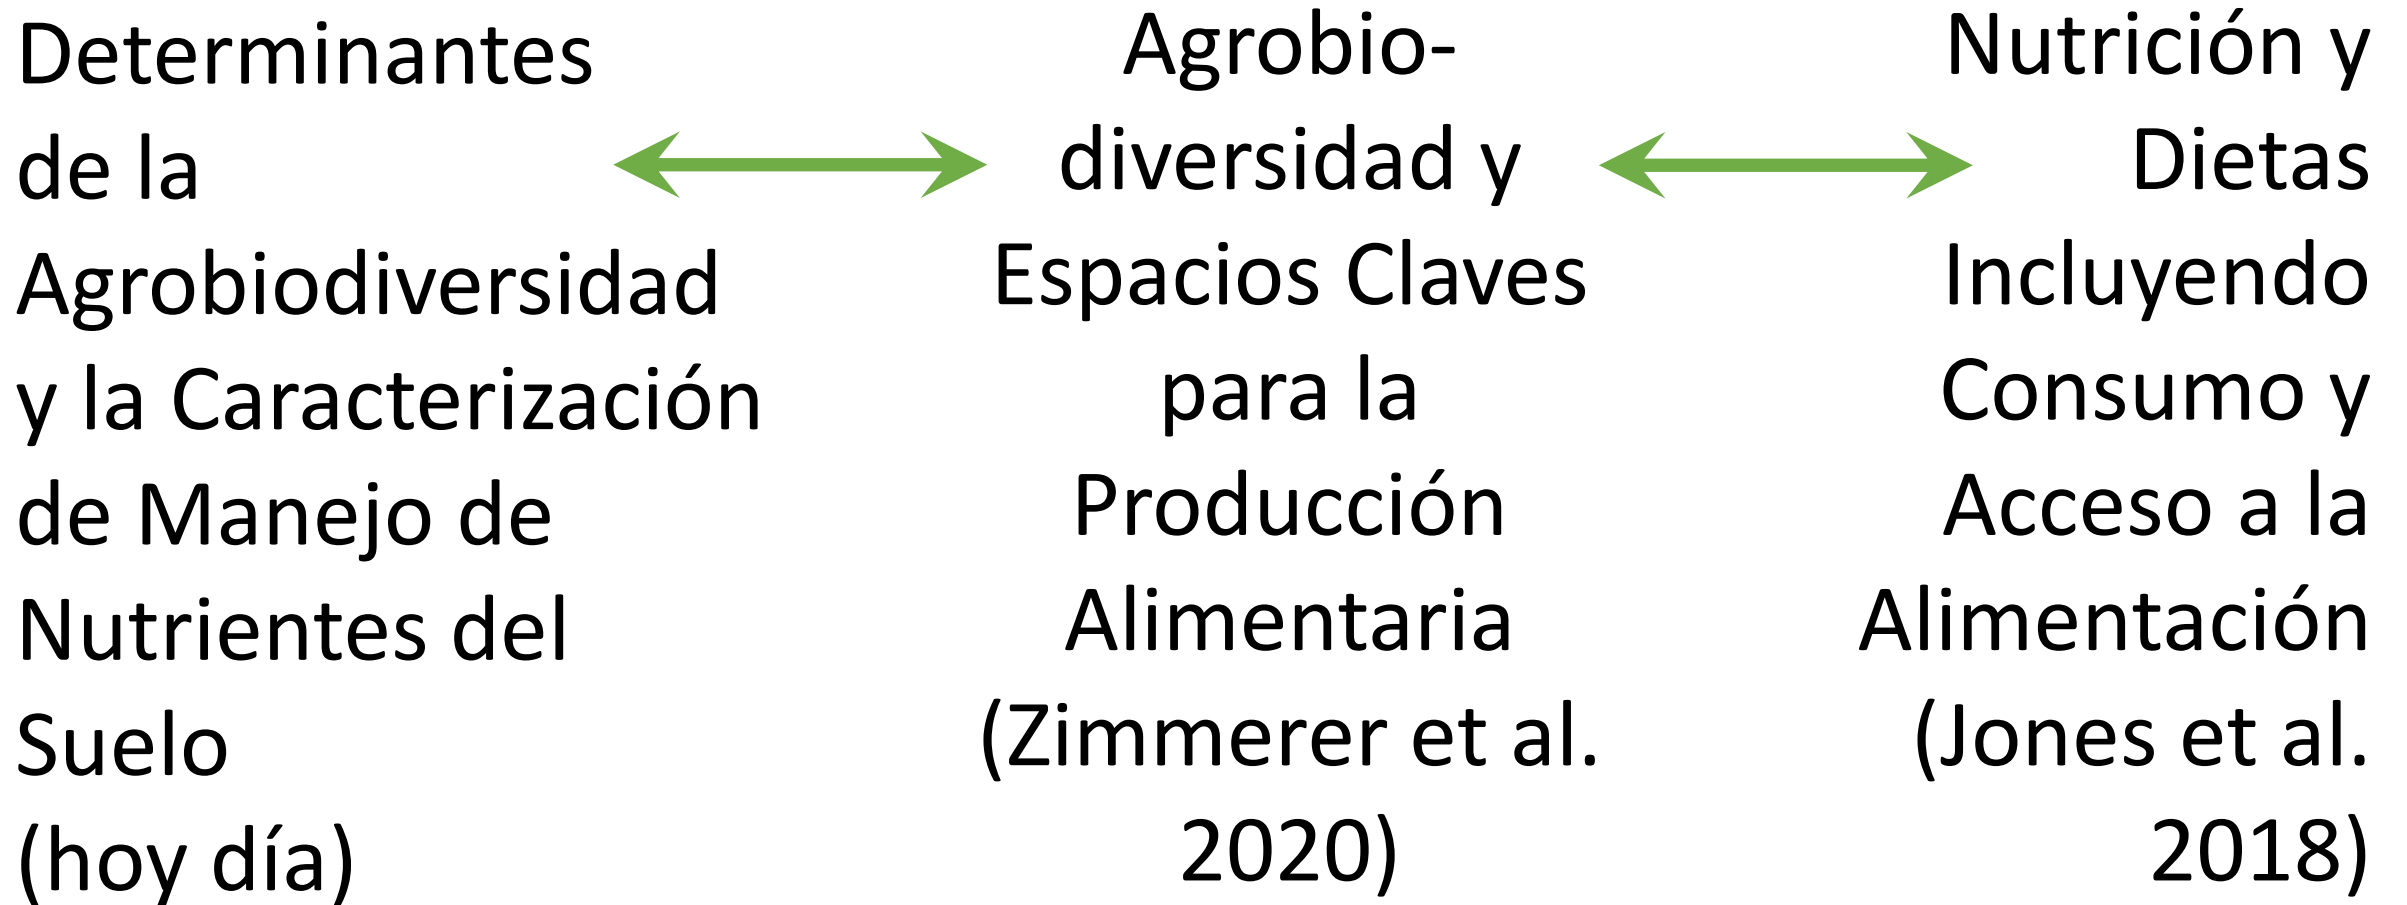 Determinantes
de la
Agrobiodiversidad
y la Caracterización
de Manejo de
Nutrientes del
Suelo
(hoy día)
Agrobio-
diversidad y
Espacios Claves
para la
Producción
Alimentaria
(Zimmerer et al.
2020)
Nutrición y
Dietas
Incluyendo
Consumo y
Acceso a la
Alimentación
(Jones et al.
2018)